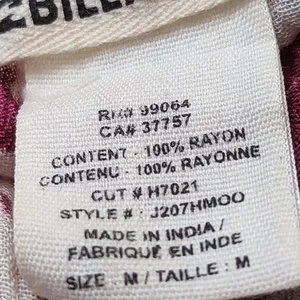 RN# 99064
CA# 37757
CONTENT - 100% RAYON
CONTENU - 100% RAYONNE
CUT # H7021
STYLE # : J207HMOO
MADE IN INDIA /
FABRIQUÉ EN INDE
SIZE : M / TAILLE : M